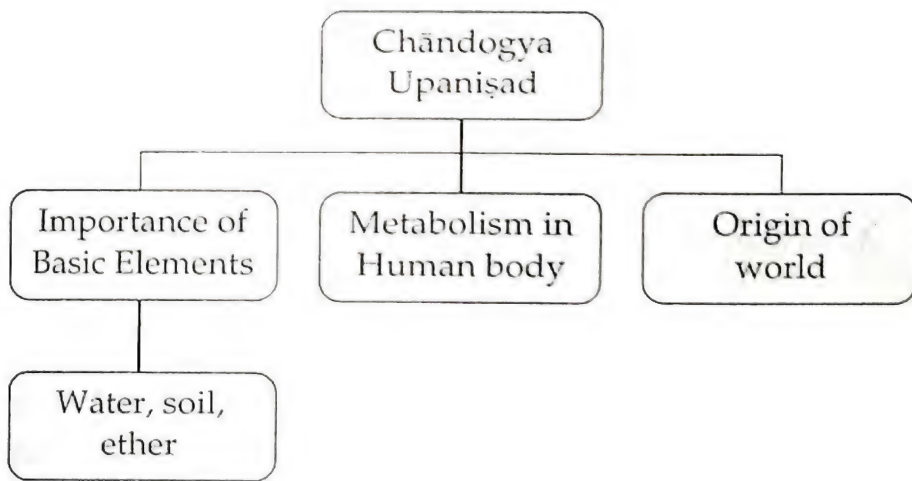 Chāndogya
Upaniṣad
Importance of
Basic Elements
Metabolism in
Human body
Origin of
world
Water, soil,
ether